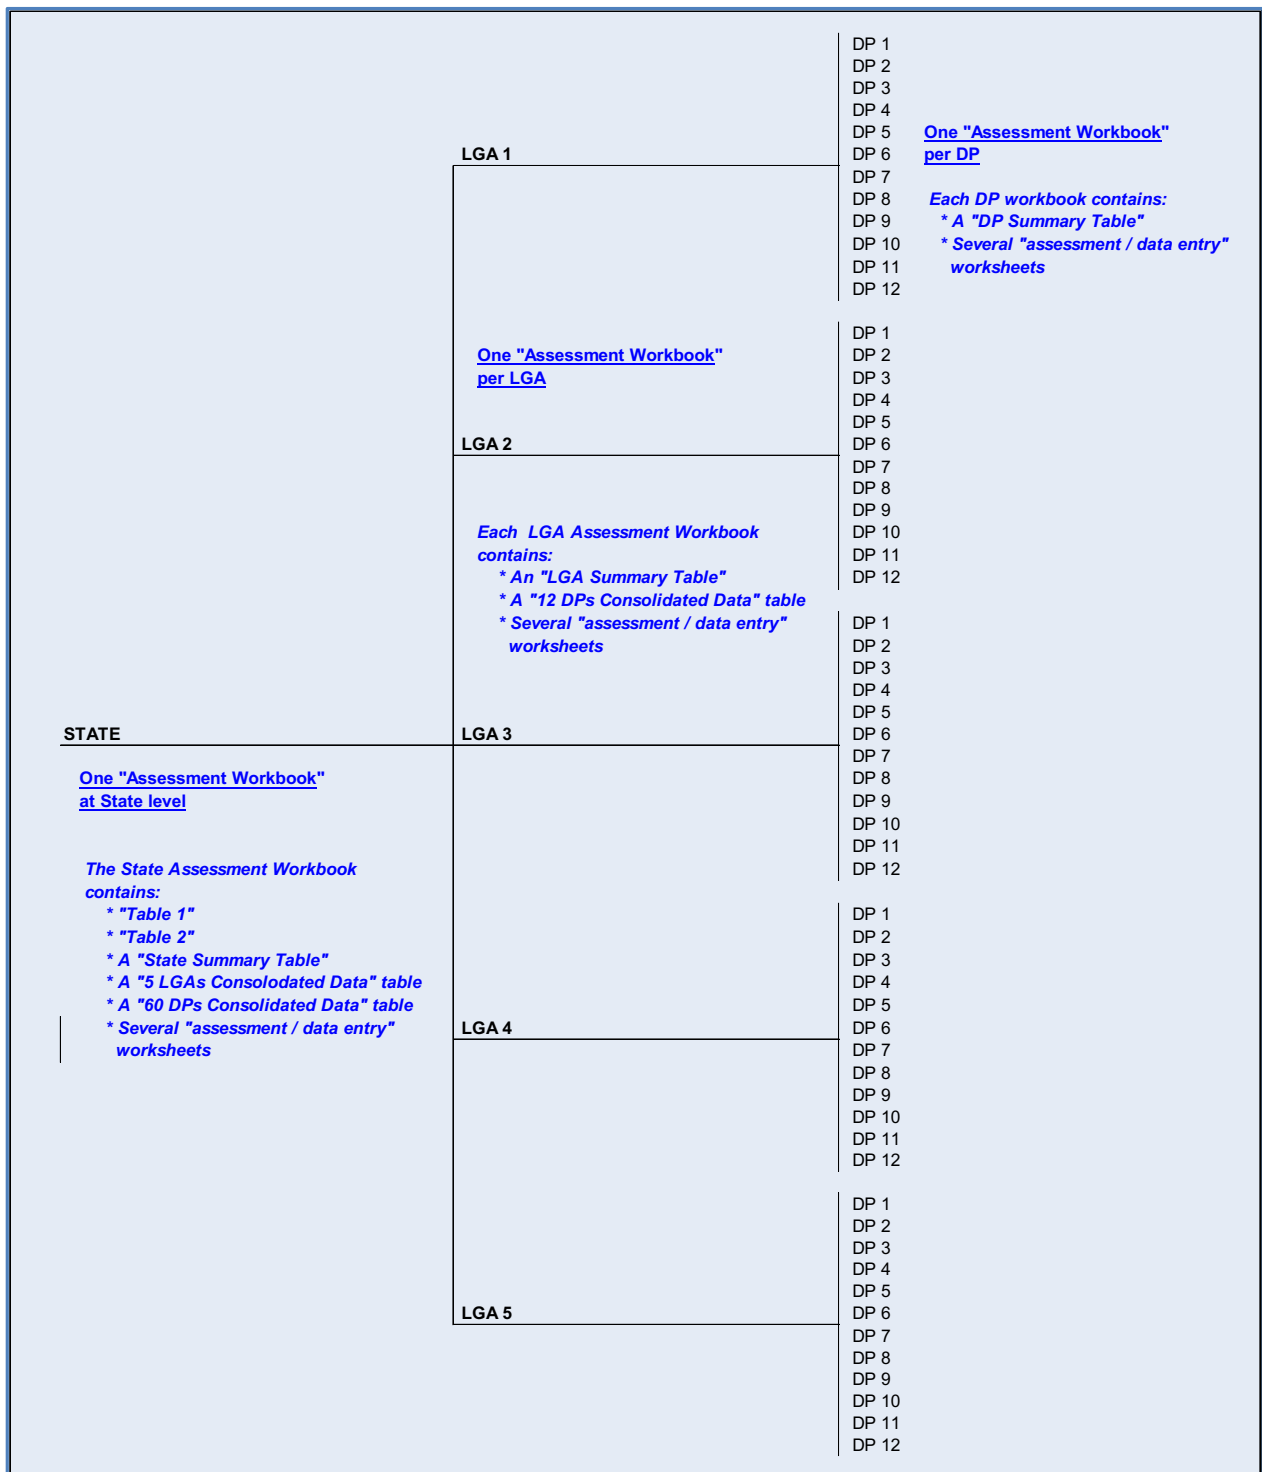 DP 1
DP 2
DP 3
DP 4
DP 5
One "Assessment Workbook"
LGA 1
DP 6
per DP
DP 7
DP 8
Each DP workbook contains:
DP 9
* A "DP Summary Table"
DP 10
* Several "assessment / data entry"
DP 11
worksheets
DP 12
DP 1
One "Assessment Workbook"
DP 2
per LGA
DP 3
DP 4
DP 5
LGA 2
DP 6
DP 7
DP 8
DP 9
Each  LGA Assessment Workbook
DP 10
contains:
DP 11
* An "LGA Summary Table"
DP 12
* A "12 DPs Consolidated Data" table
* Several "assessment / data entry"
DP 1
worksheets
DP 2
DP 3
DP 4
DP 5
STATE
LGA 3
DP 6
DP 7
One "Assessment Workbook"
DP 8
at State level
DP 9
DP 10
DP 11
The State Assessment Workbook
DP 12
contains:
* "Table 1"
DP 1
* "Table 2"
DP 2
* A "State Summary Table"
DP 3
* A "5 LGAs Consolodated Data" table
DP 4
* A "60 DPs Consolidated Data" table
DP 5
* Several "assessment / data entry"
LGA 4
DP 6
worksheets
DP 7
DP 8
DP 9
DP 10
DP 11
DP 12
DP 1
DP 2
DP 3
DP 4
DP 5
LGA 5
DP 6
DP 7
DP 8
DP 9
DP 10
DP 11
DP 12